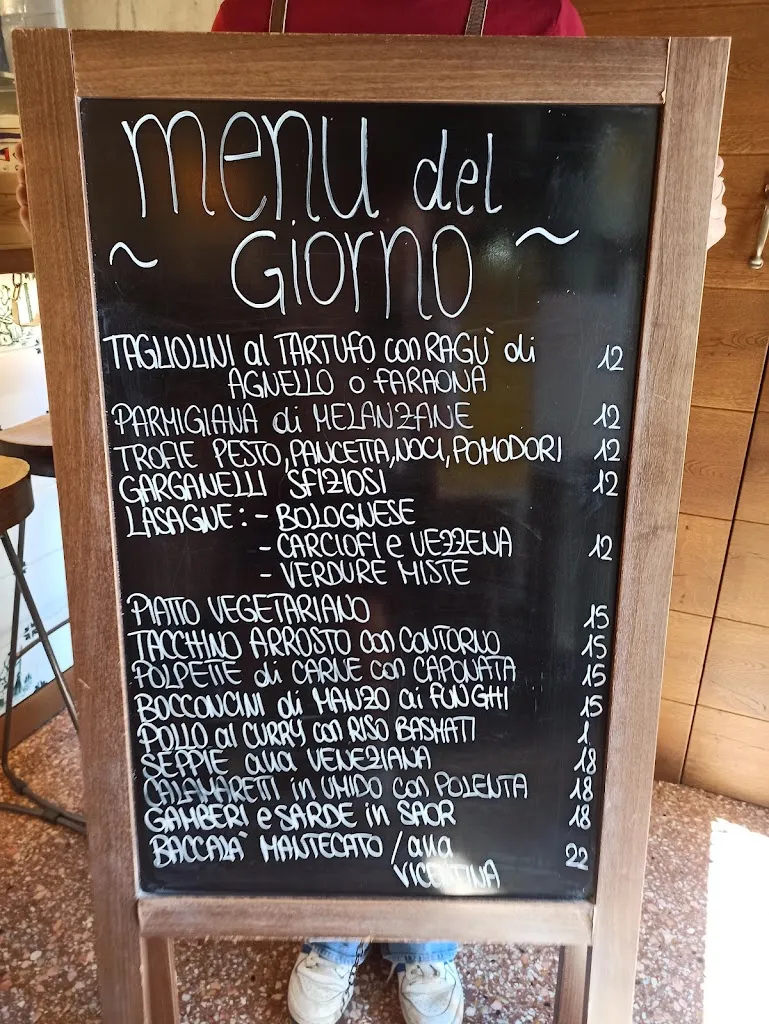 menu del
~ Giorno ~
TAGLIOLINI al TARTUFO con RAGU' di 12
AGNELLO o FARAONA
PARMIGIANA di MELANZANE 12
TROFIE PESTO, PANCETTA, NOCI, POMODORI 12
GARGANELLI SFIZIOSI 12
LASAGNE: - BOLOGNESE
- CARCIOFI e VEZZENA 12
- VERDURE MISTE
PIATTO VEGETARIANO 15
TACCHINO ARROSTO con CONTORNO 15
POLPETTE di CARNE con CAPONATA 15
BOCCONCINI di MANZO ai FUNGHI 15
POLLO al CURRY con RISO BASMATI 1
SEPPIE alla VENEZIANA 18
CALAMARETTI in UMIDO con POLENTA 18
GAMBERI e SARDE in SAOR 18
BACCALA' MANTECATO / alla 22
VICENTINA